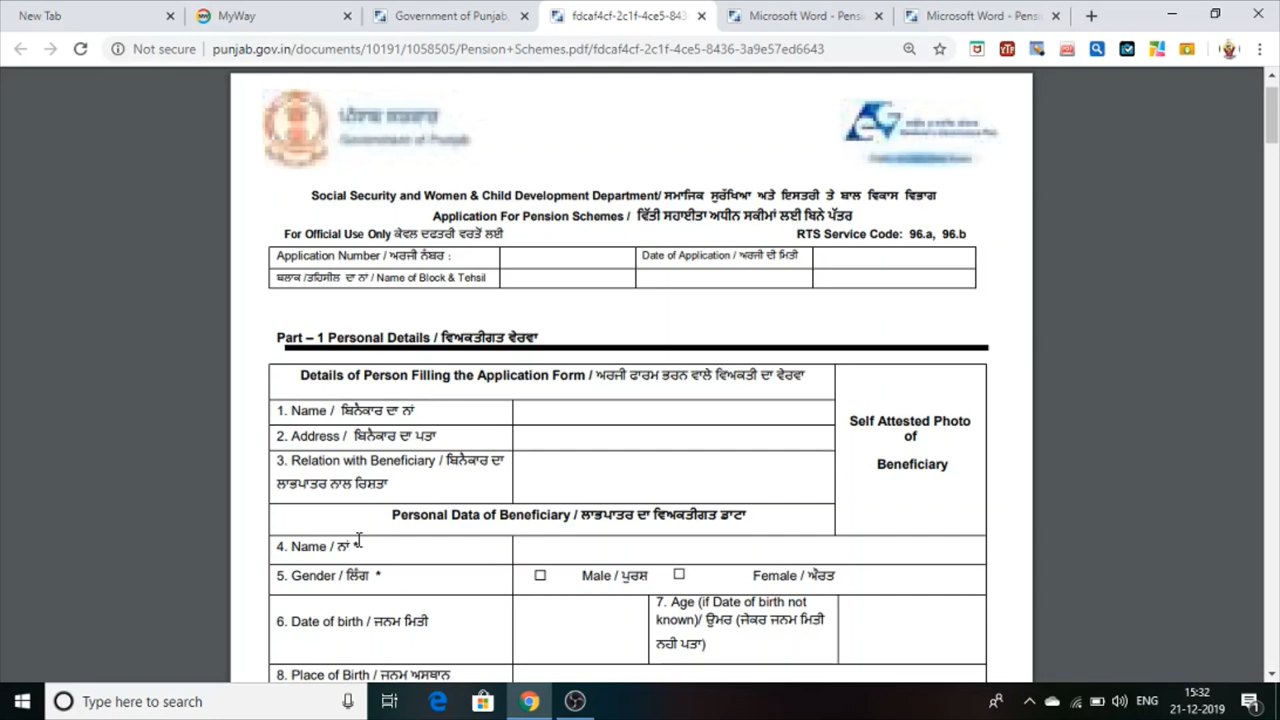 New Tab
MyWay
Government of Punjab,
fdcaf4cf-2c1f-4ce5-843
Microsoft Word - Pens
Microsoft Word - Pens
Not secure | punjab.gov.in/documents/10191/1058505/Pension+Schemes.pdf/fdcaf4cf-2c1f-4ce5-8436-3a9e57ed6643
ਪੰਜਾਬ ਸਰਕਾਰ
Government of Punjab
Social Security and Women & Child Development Department/ ਸਮਾਜਿਕ ਸੁਰੱਖਿਆ ਅਤੇ ਇਸਤਰੀ ਤੇ ਬਾਲ ਵਿਕਾਸ ਵਿਭਾਗ
Application For Pension Schemes / ਵਿੱਤੀ ਸਹਾਈਤਾ ਅਧੀਨ ਸਕੀਮਾਂ ਲਈ ਬਿਨੇ ਪੱਤਰ
For Official Use Only ਕੇਵਲ ਦਫਤਰੀ ਵਰਤੋਂ ਲਈ RTS Service Code: 96.a, 96.b
Application Number / ਅਰਜੀ ਨੰਬਰ : Date of Application / ਅਰਜੀ ਦੀ ਮਿਤੀ
ਬਲਾਕ /ਤਹਿਸੀਲ ਦਾ ਨਾਂ / Name of Block & Tehsil
Part – 1 Personal Details / ਵਿਅਕਤੀਗਤ ਵੇਰਵਾ
Details of Person Filling the Application Form / ਅਰਜੀ ਫਾਰਮ ਭਰਨ ਵਾਲੇ ਵਿਅਕਤੀ ਦਾ ਵੇਰਵਾ
1. Name / ਬਿਨੈਕਾਰ ਦਾ ਨਾਂ
2. Address / ਬਿਨੈਕਾਰ ਦਾ ਪਤਾ
3. Relation with Beneficiary / ਬਿਨੈਕਾਰ ਦਾ
ਲਾਭਪਾਤਰ ਨਾਲ ਰਿਸ਼ਤਾ
Self Attested Photo
of
Beneficiary
Personal Data of Beneficiary / ਲਾਭਪਾਤਰ ਦਾ ਵਿਅਕਤੀਗਤ ਡਾਟਾ
4. Name / ਨਾਂ *
5. Gender / ਲਿੰਗ * Male / ਪੁਰਸ਼ Female / ਔਰਤ
6. Date of birth / ਜਨਮ ਮਿਤੀ
7. Age (if Date of birth not
known)/ ਉਮਰ (ਜੇਕਰ ਜਨਮ ਮਿਤੀ
ਨਹੀ ਪਤਾ)
8. Place of Birth / ਜਨਮ ਅਸਥਾਨ
Type here to search
ENG
15:32
21-12-2019